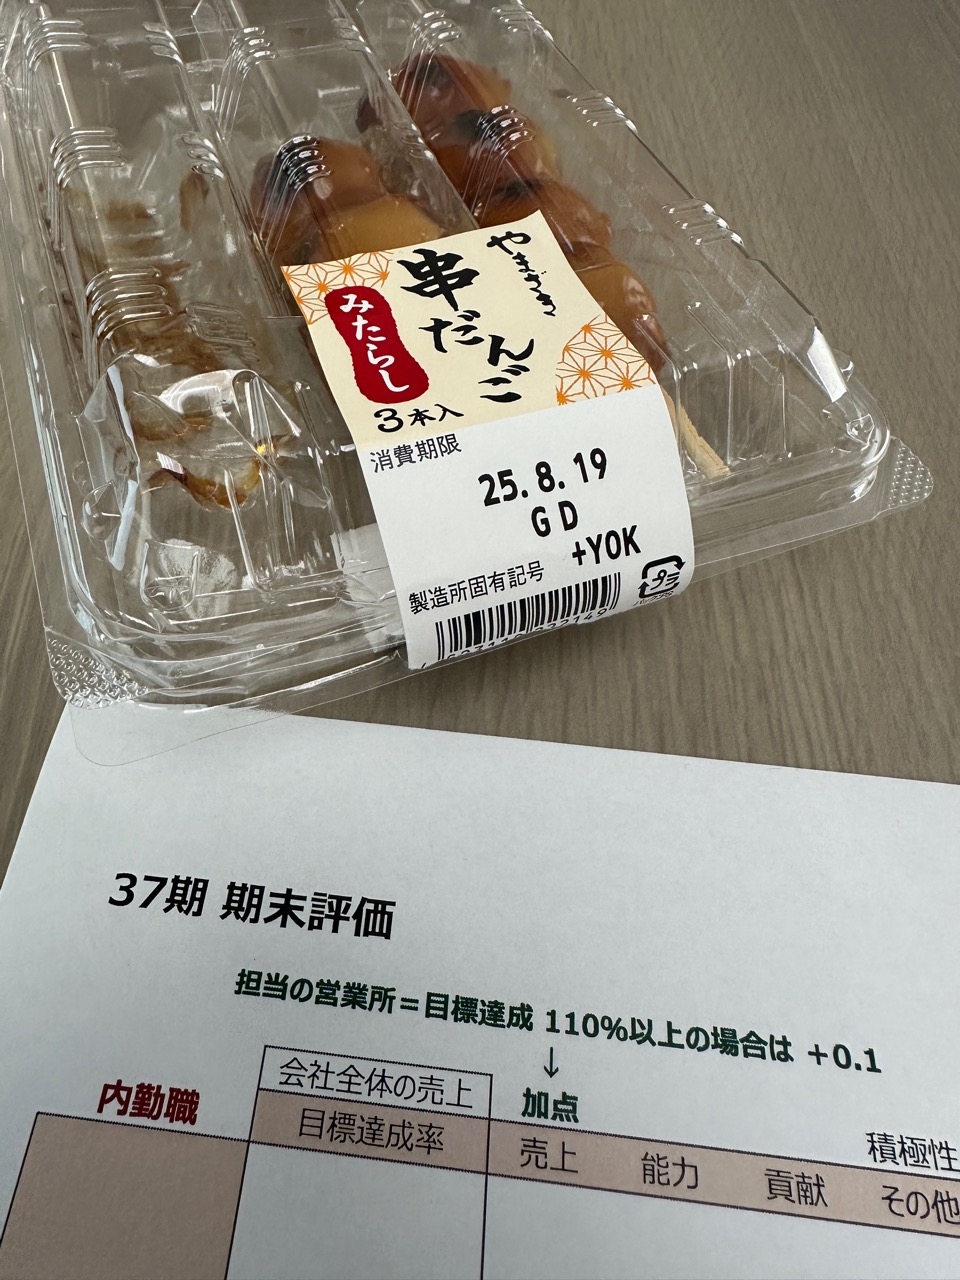 やまざき
串だんご
みたらし
3本入
消費期限
25.8.19
GD
+YOK
製造所固有記号
プラ
37期 期末評価
担当の営業所=目標達成 110%以上の場合は +0.1
↓
会社全体の売上
加点
内勤職
目標達成率
売上
能力
貢献
積極性
その他